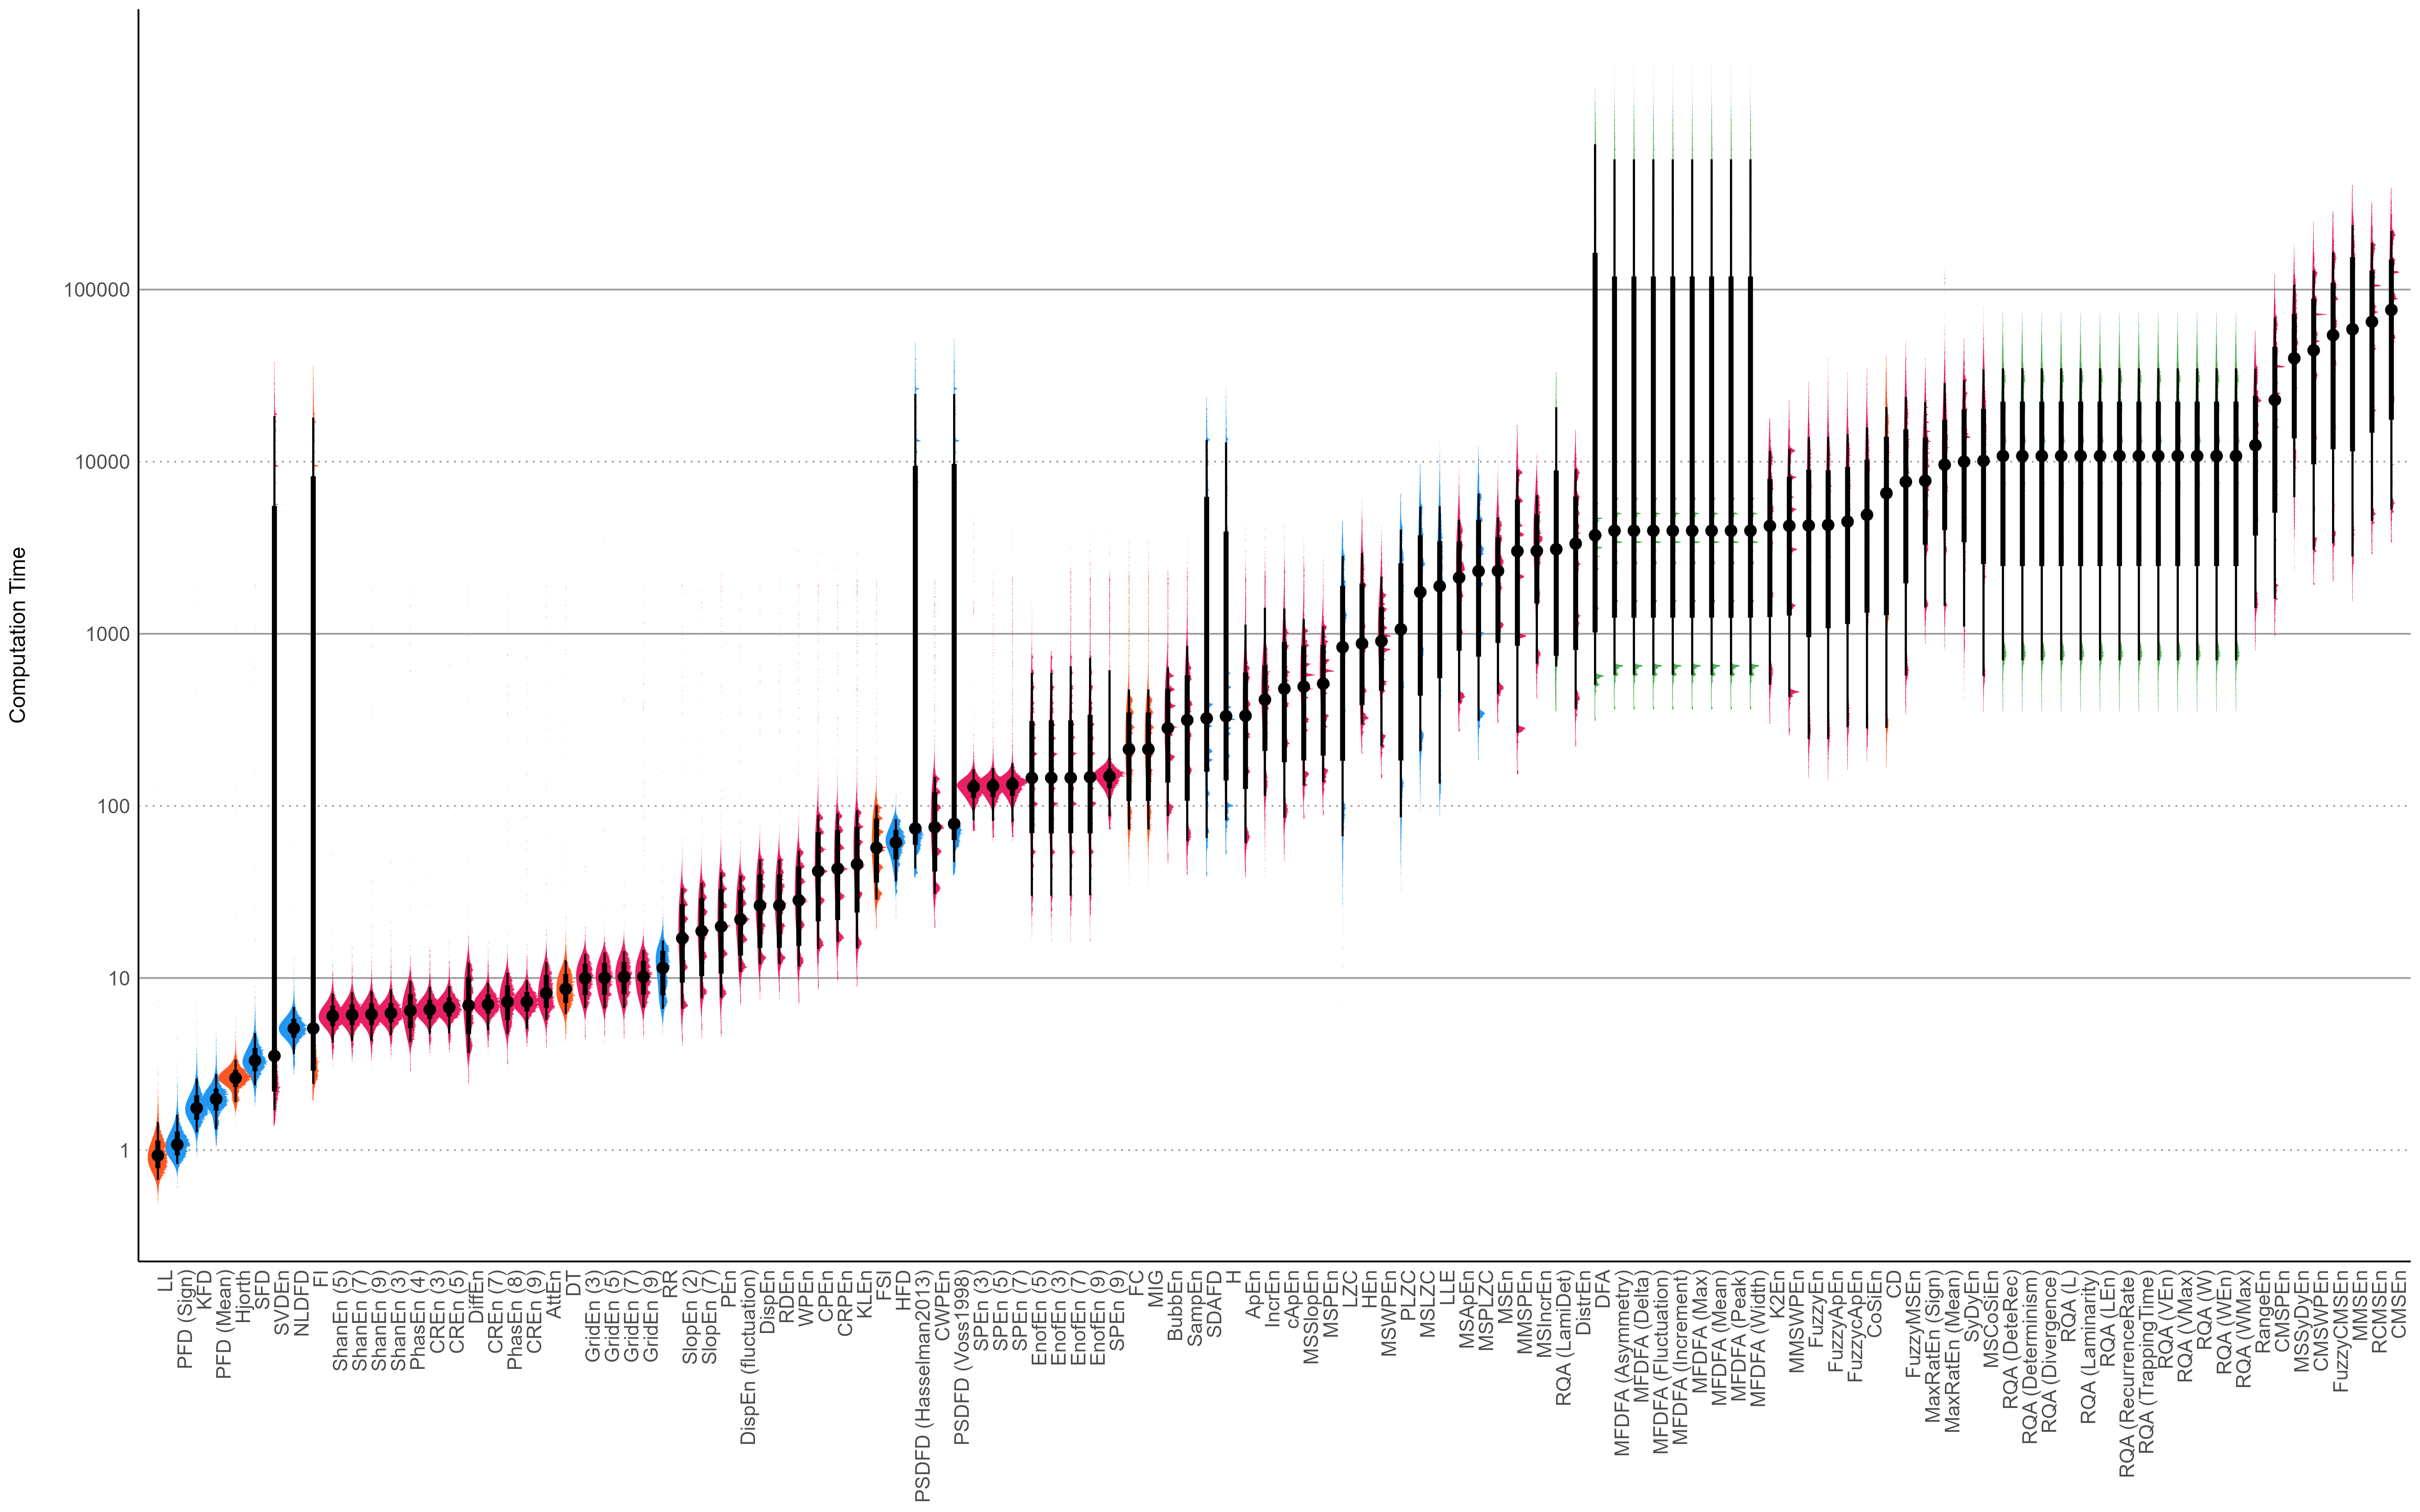 Computation Time
100000
10000
1000
100
10
1
LL
PFD (Sign)
KFD
PFD (Mean)
Hjorth
SFD
SVDEn
NLDFD
FI
ShanEn (5)
ShanEn (7)
ShanEn (9)
ShanEn (3)
PhasEn (4)
CREn (3)
CREn (5)
DiffEn
CREn (7)
PhasEn (8)
CREn (9)
AttEn
DT
GridEn (3)
GridEn (5)
GridEn (7)
GridEn (9)
RR
SlopEn (2)
SlopEn (7)
PEn
DispEn (fluctuation)
DispEn
RDEn
WPEn
CPEn
CRPEn
KLEn
FSI
HFD
PSDFD (Hasselman2013)
CWPEn
PSDFD (Voss1998)
SPEn (3)
SPEn (5)
SPEn (7)
EnofEn (5)
EnofEn (3)
EnofEn (7)
EnofEn (9)
SPEn (9)
FC
MIG
BubbEn
SampEn
SDAFD
H
ApEn
IncrEn
cApEn
MSSlopEn
MSPEn
LZC
HEn
MSWPEn
PLZC
MSLZC
LLE
MSApEn
MSPLZC
MSEn
MMSPEn
MSIncrEn
RQA (LamiDet)
DistrEn
DFA
MFDFA (Asymmetry)
MFDFA (Delta)
MFDFA (Fluctuation)
MFDFA (Increment)
MFDFA (Max)
MFDFA (Mean)
MFDFA (Peak)
MFDFA (Width)
K2En
MMSWPEn
FuzzyEn
FuzzyApEn
FuzzycApEn
CoSiEn
CD
FuzzyMSEn
MaxRatEn (Sign)
MaxRatEn (Mean)
SyDyEn
MSCoSiEn
RQA (DeteRec)
RQA (Determinism)
RQA (Divergence)
RQA (L)
RQA (Laminarity)
RQA (LEn)
RQA (RecurrenceRate)
RQA (TrappingTime)
RQA (VEn)
RQA (VMax)
RQA (W)
RQA (WEn)
RQA (WMax)
RangeEn
CMSPEn
MSSyDyEn
CMSWPEn
FuzzyCMSEn
MMSEn
RCMSEn
CMSEn